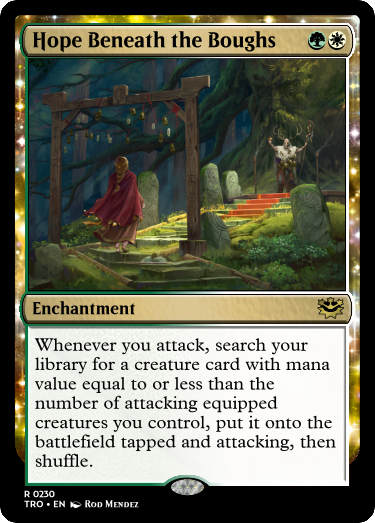 Hope Beneath the Boughs
Enchantment
Whenever you attack, search your
library for a creature card with mana
value equal to or less than the
number of attacking equipped
creatures you control, put it onto the
battlefield tapped and attacking, then
shuffle.
R 0230
TRO • EN Rod Mendez